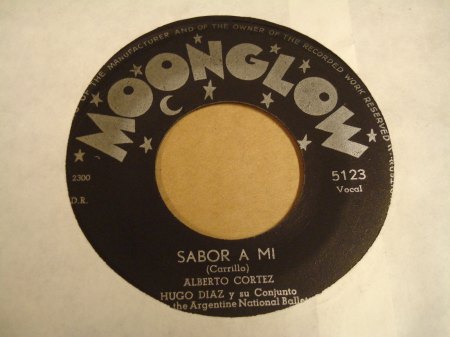 OF THE MANUFACTURER AND OF THE OWNER OF THE RECORDED WORK RESERVED
MOONGLOW
2300
D.R.
5123
Vocal
SABOR A MI
(Carrillo)
ALBERTO CORTEZ
HUGO DIAZ y su Conjunto
the Argentine National Ballet